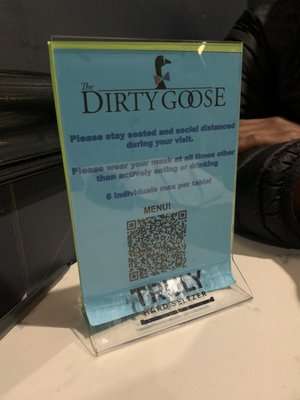 The
DIRTY GOOSE
Please stay seated and social distanced
during your visit.
Please wear your mask at all times other
than actively eating or drinking
6 individuals max per table!
MENU!
TRULY
HARD SELTZER